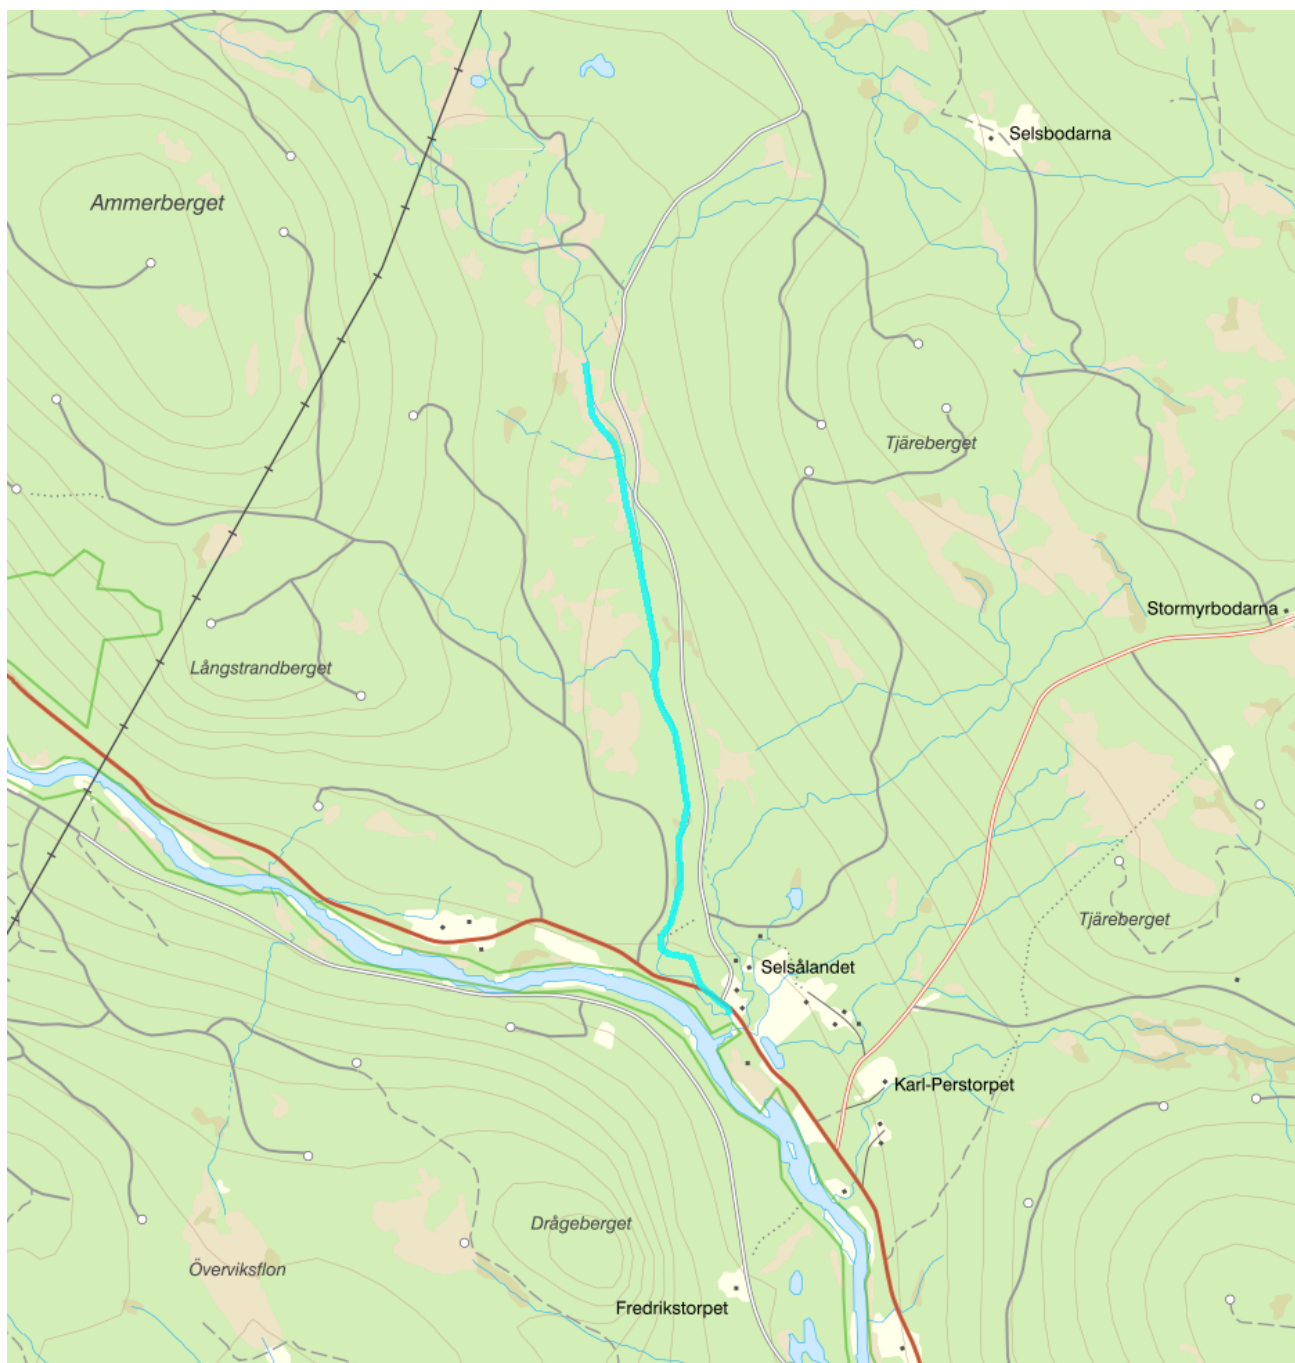 Selsbodarna
Ammerberget
Tjäreberget
Stormyrbodarna
Långstrandberget
Tjäreberget
Selsålandet
Karl-Perstorpet
Drågeberget
Överviksflon
Fredrikstorpet